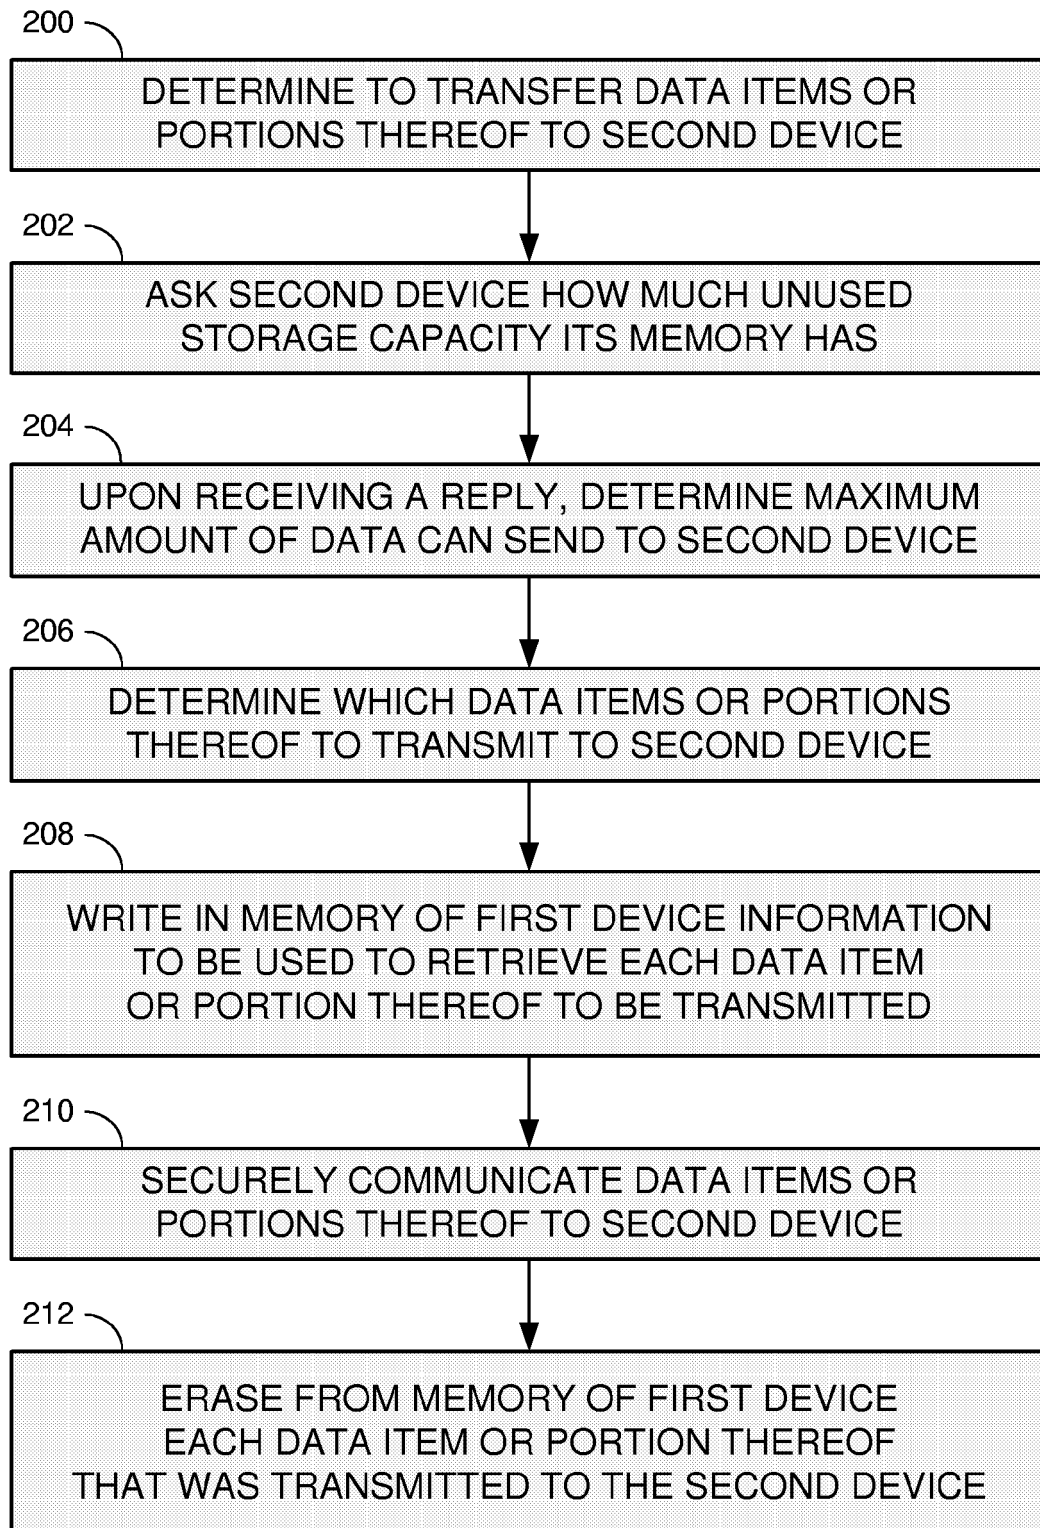 200
DETERMINE TO TRANSFER DATA ITEMS OR
PORTIONS THEREOF TO SECOND DEVICE
202
ASK SECOND DEVICE HOW MUCH UNUSED
STORAGE CAPACITY ITS MEMORY HAS
204
UPON RECEIVING A REPLY, DETERMINE MAXIMUM
AMOUNT OF DATA CAN SEND TO SECOND DEVICE
206
DETERMINE WHICH DATA ITEMS OR PORTIONS
THEREOF TO TRANSMIT TO SECOND DEVICE
208
WRITE IN MEMORY OF FIRST DEVICE INFORMATION
TO BE USED TO RETRIEVE EACH DATA ITEM
OR PORTION THEREOF TO BE TRANSMITTED
210
SECURELY COMMUNICATE DATA ITEMS OR
PORTIONS THEREOF TO SECOND DEVICE
212
ERASE FROM MEMORY OF FIRST DEVICE
EACH DATA ITEM OR PORTION THEREOF
THAT WAS TRANSMITTED TO THE SECOND DEVICE